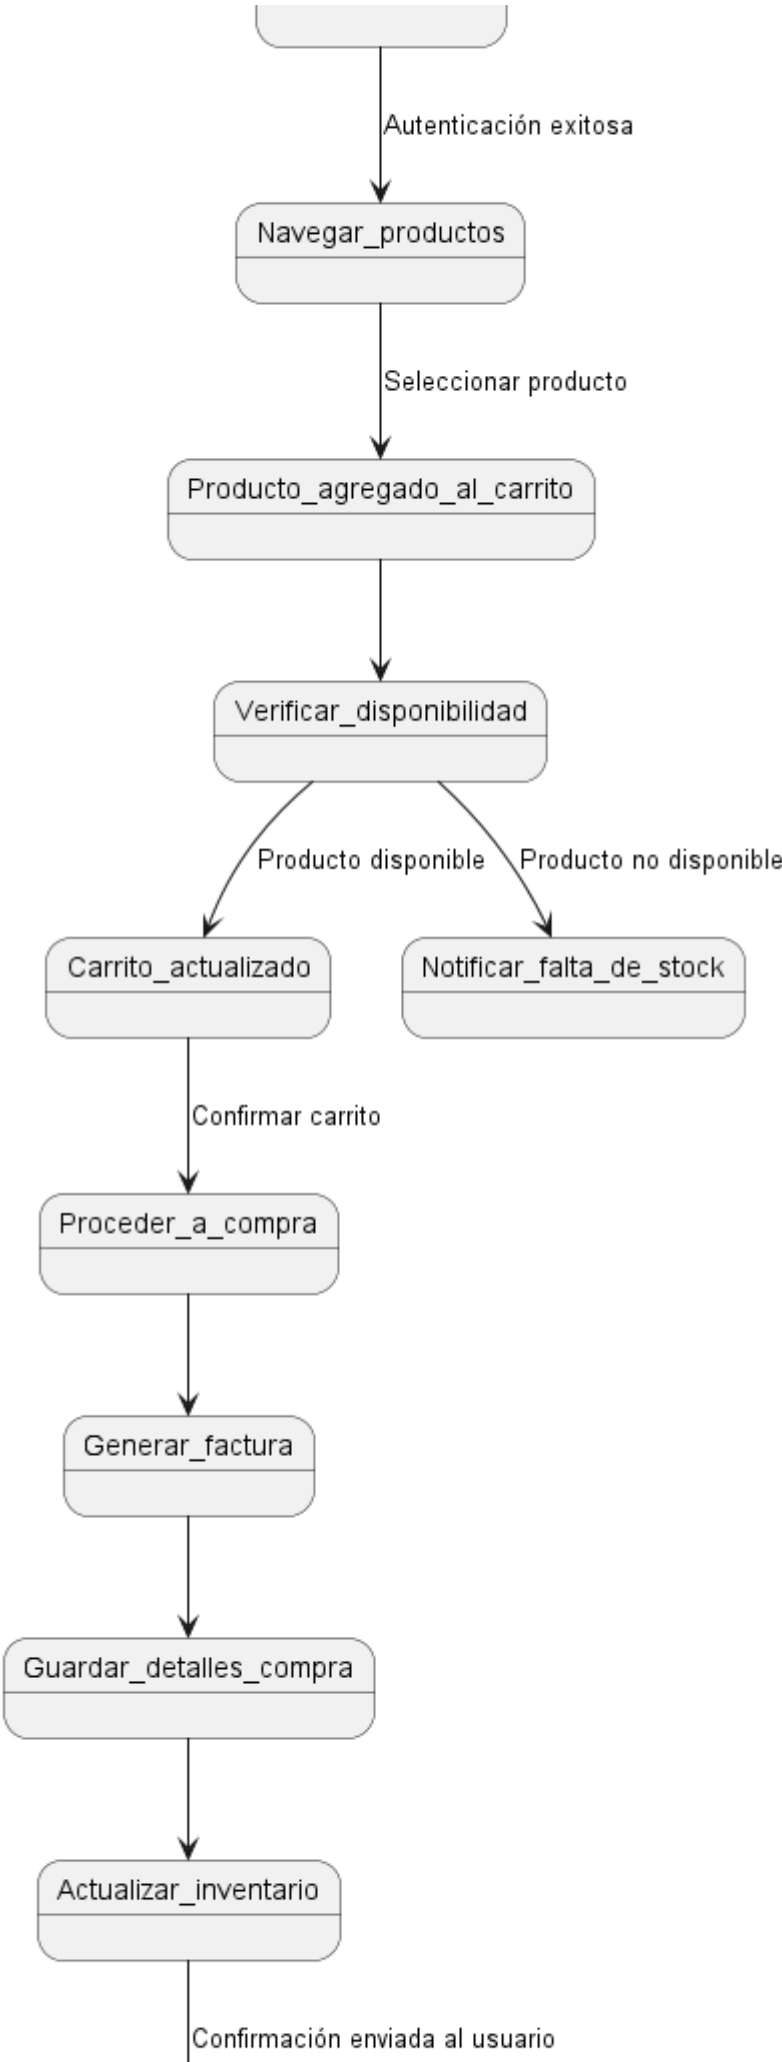 Autenticación exitosa
Navegar_productos
Seleccionar producto
Producto_agregado_al_carrito
Verificar_disponibilidad
Producto disponible
Producto no disponible
Carrito_actualizado
Notificar_falta_de_stock
Confirmar carrito
Proceder_a_compra
Generar_factura
Guardar_detalles_compra
Actualizar_inventario
Confirmación enviada al usuario